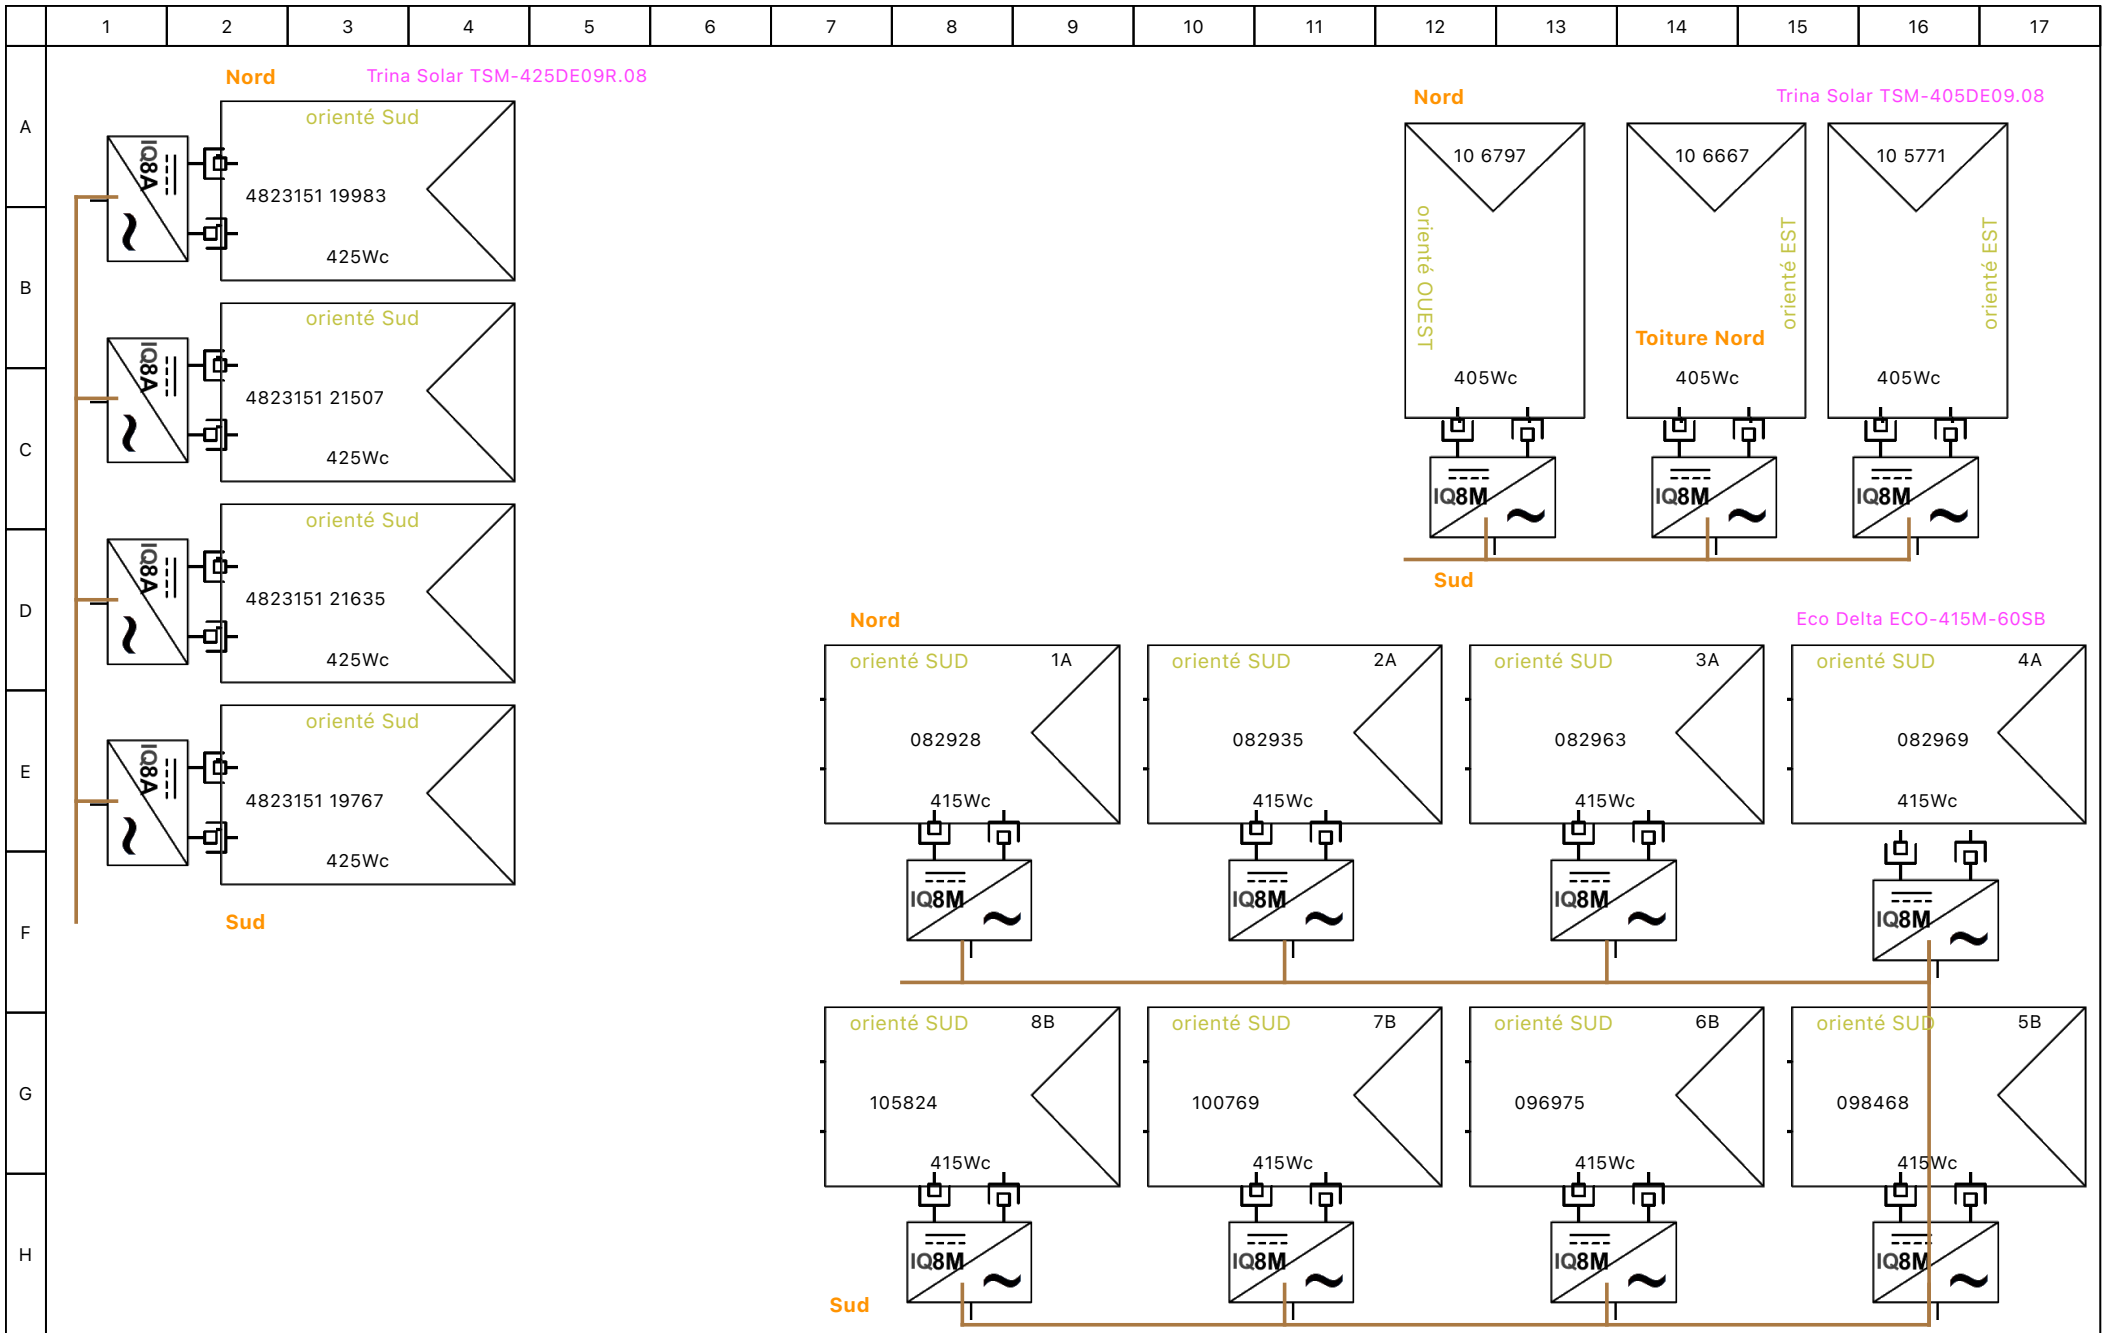 1 2 3 4 5 6 7 8 9 10 11 12 13 14 15 16 17
A
B
C
D
E
F
G
H
Nord
Trina Solar TSM-425DE09R.08
orienté Sud
IQ8A
4823151 19983
425Wc
orienté Sud
IQ8A
4823151 21507
425Wc
orienté Sud
IQ8A
4823151 21635
425Wc
orienté Sud
IQ8A
4823151 19767
425Wc
Sud
Nord
Trina Solar TSM-405DE09.08
10 6797
orienté OUEST
405Wc
IQ8M
10 6667
orienté EST
Toiture Nord
405Wc
IQ8M
10 5771
orienté EST
405Wc
IQ8M
Sud
Nord
Eco Delta ECO-415M-60SB
orienté SUD 1A
082928
415Wc
IQ8M
orienté SUD 2A
082935
415Wc
IQ8M
orienté SUD 3A
082963
415Wc
IQ8M
orienté SUD 4A
082969
415Wc
IQ8M
orienté SUD 8B
105824
415Wc
IQ8M
orienté SUD 7B
100769
415Wc
IQ8M
orienté SUD 6B
096975
415Wc
IQ8M
orienté SUD 5B
098468
415Wc
IQ8M
Sud